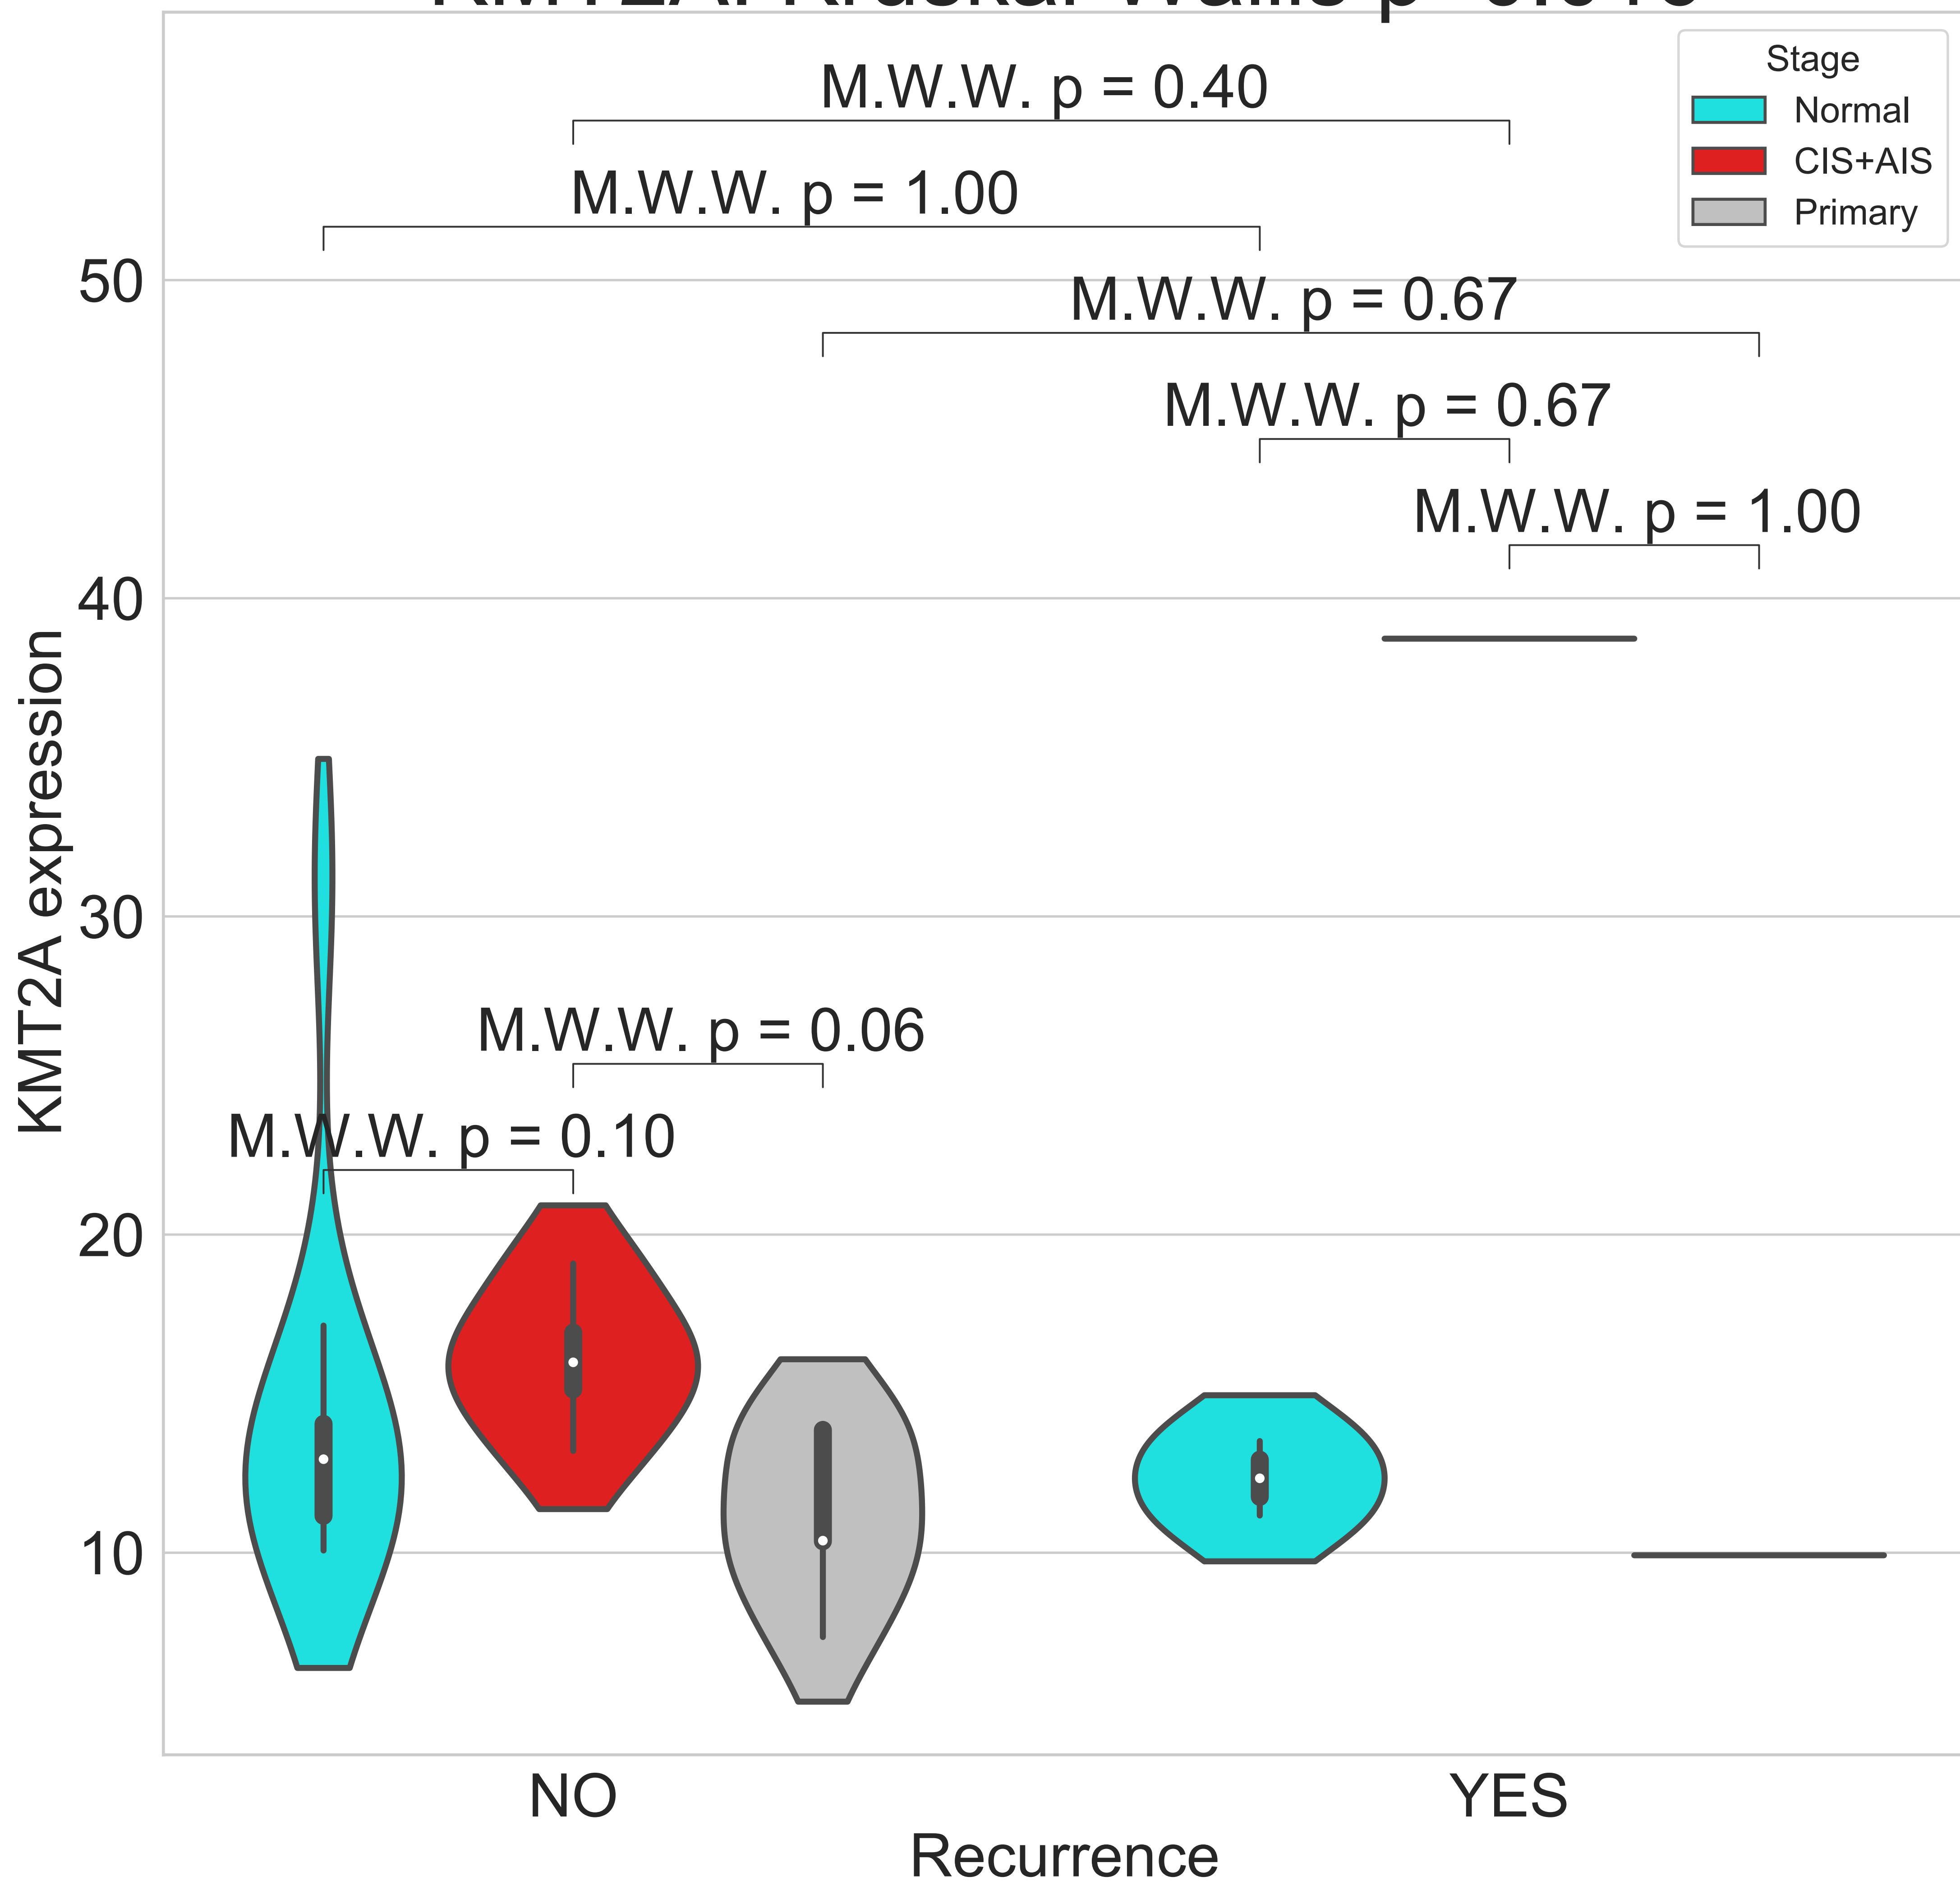 Stage
Normal
CIS+AIS
Primary
M.W.W. p = 0.40
M.W.W. p = 1.00
M.W.W. p = 0.67
M.W.W. p = 0.67
M.W.W. p = 1.00
M.W.W. p = 0.06
M.W.W. p = 0.10
50
40
30
20
10
KMT2A expression
NO
YES
Recurrence